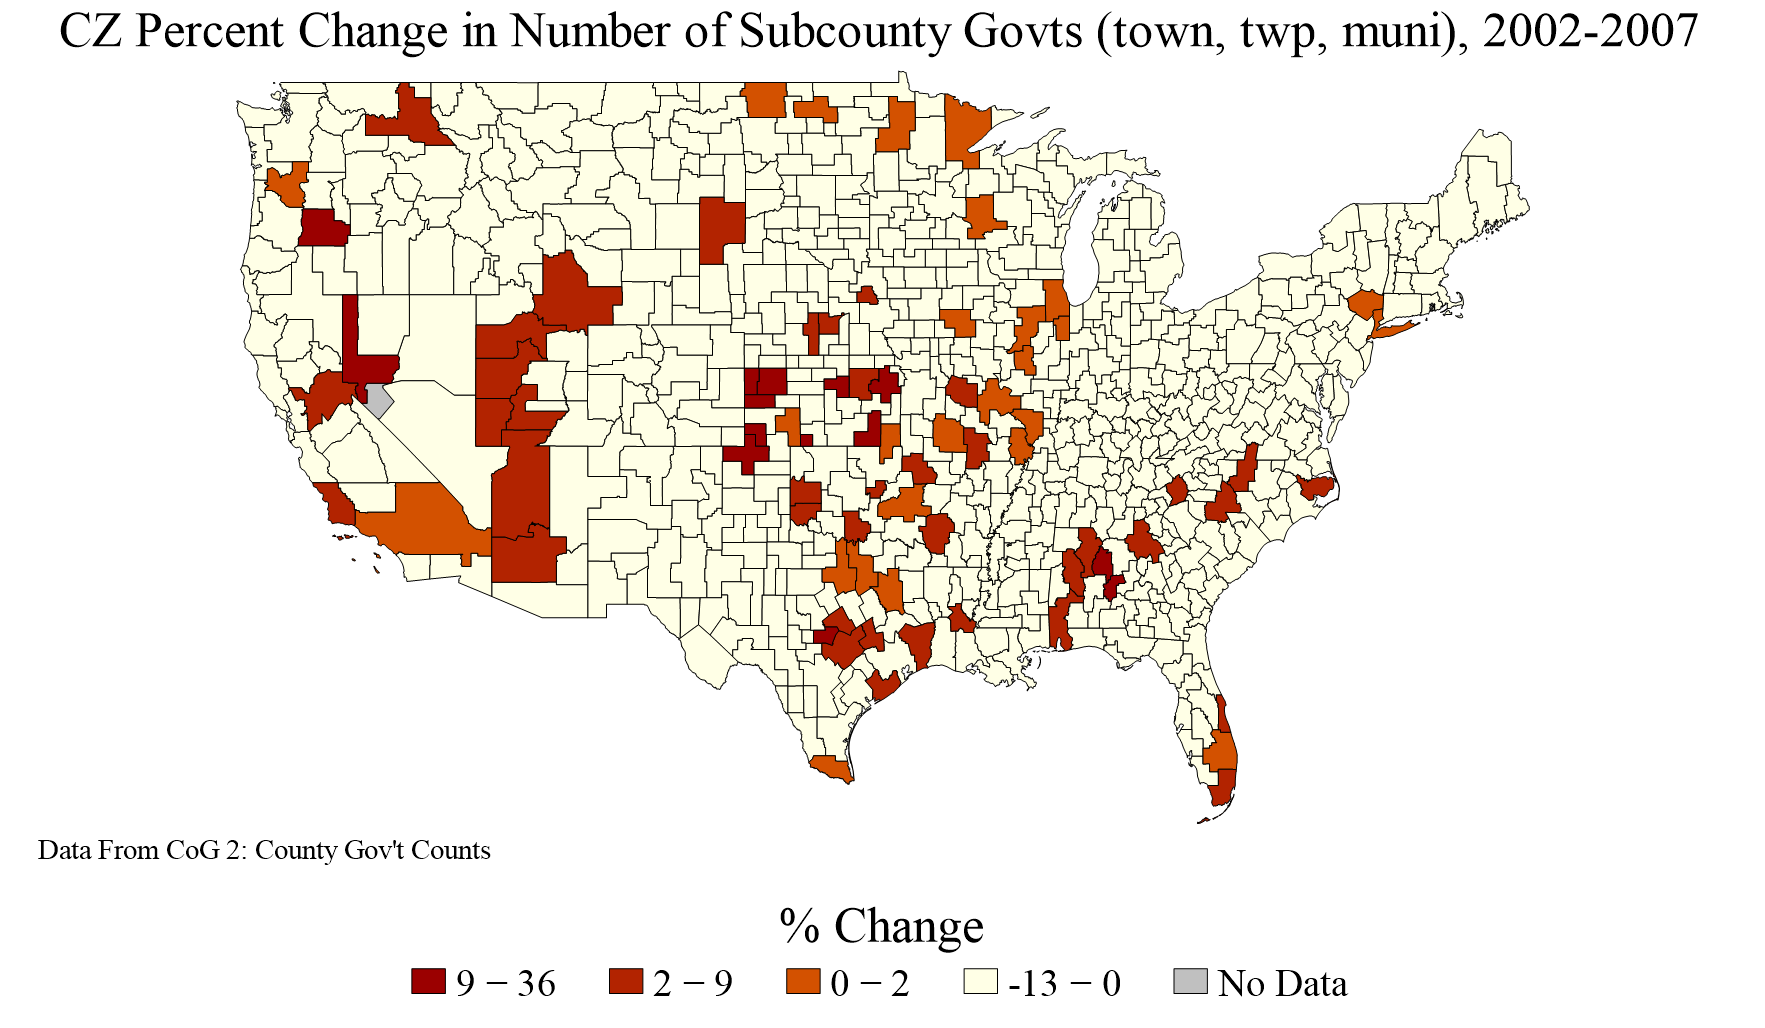 CZ Percent Change in Number of Subcounty Govts (town, twp, muni), 2002-2007
Data From CoG 2: County Gov't Counts
% Change
9 − 36
2 − 9
0 − 2
-13 − 0
No Data